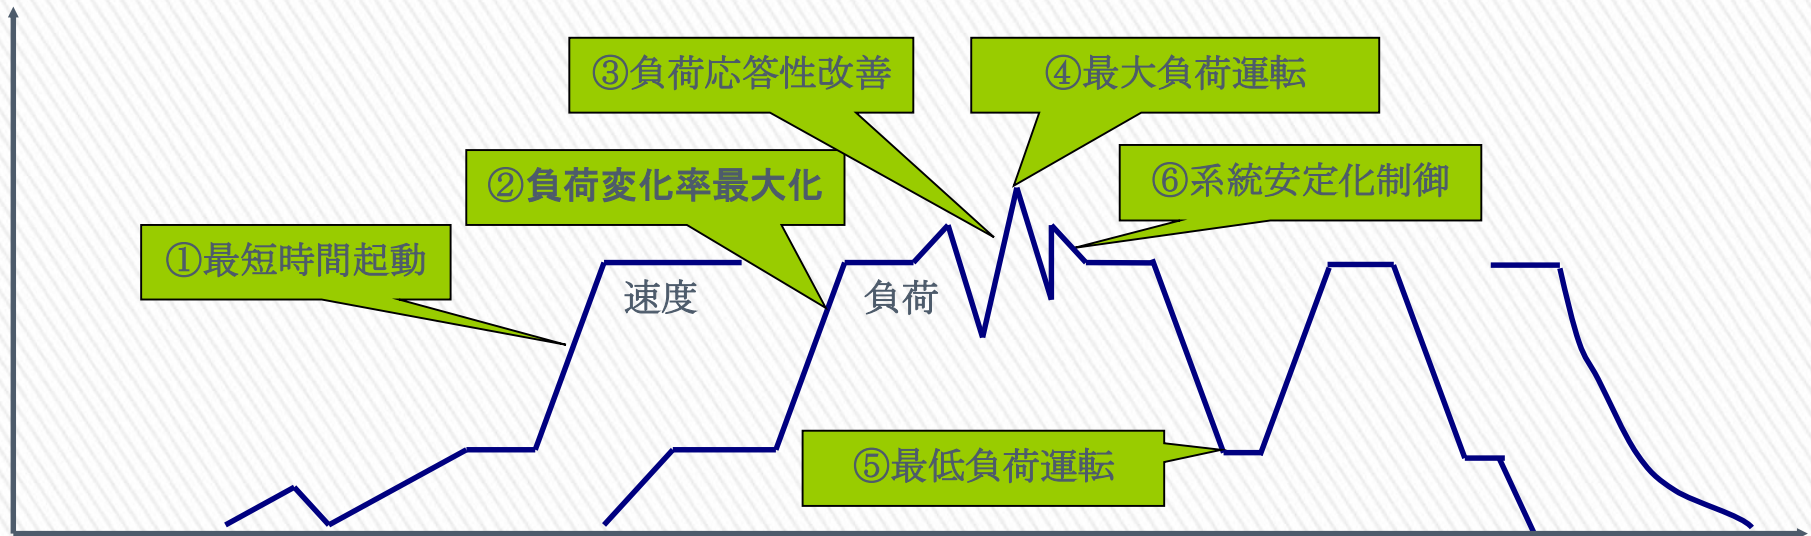 ③負荷応答性改善
④最大負荷運転
②負荷変化率最大化
⑥系統安定化制御
①最短時間起動
速度
負荷
⑤最低負荷運転